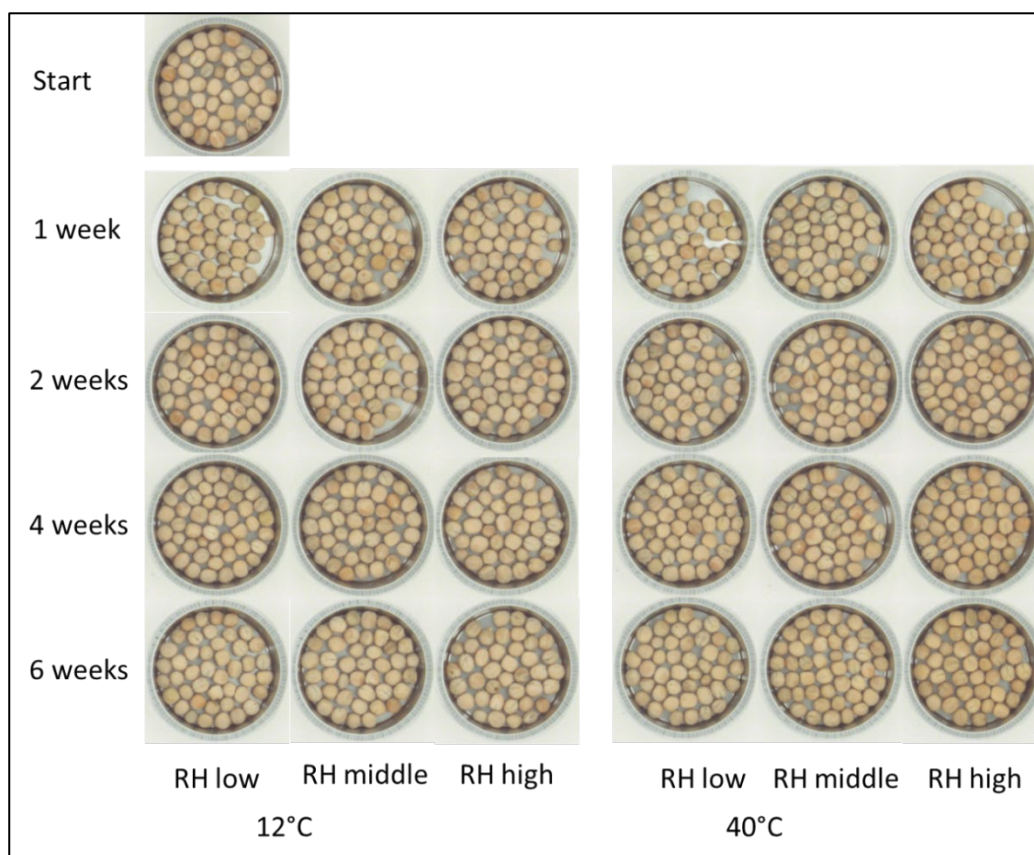 Start
1 week
2 weeks
4 weeks
6 weeks
RH low RH middle RH high RH low RH middle RH high
12°C 40°C